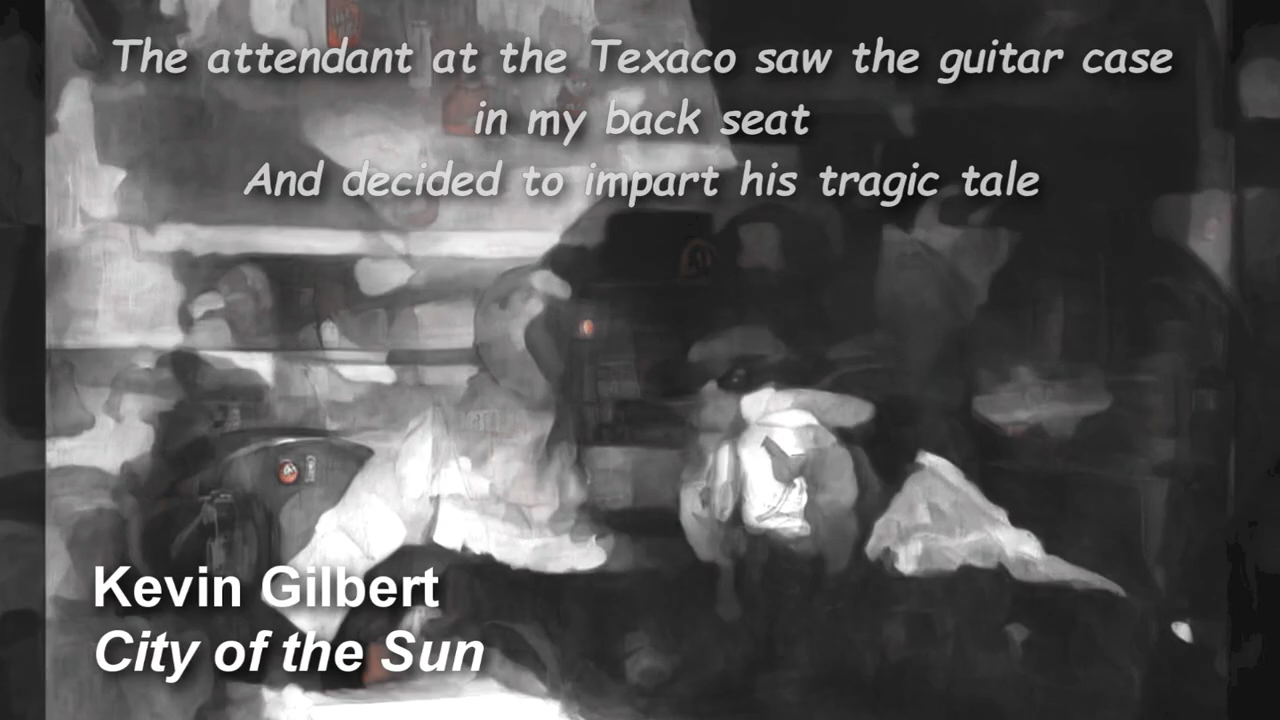 The attendant at the Texaco saw the guitar case
in my back seat
And decided to impart his tragic tale
Kevin Gilbert
City of the Sun